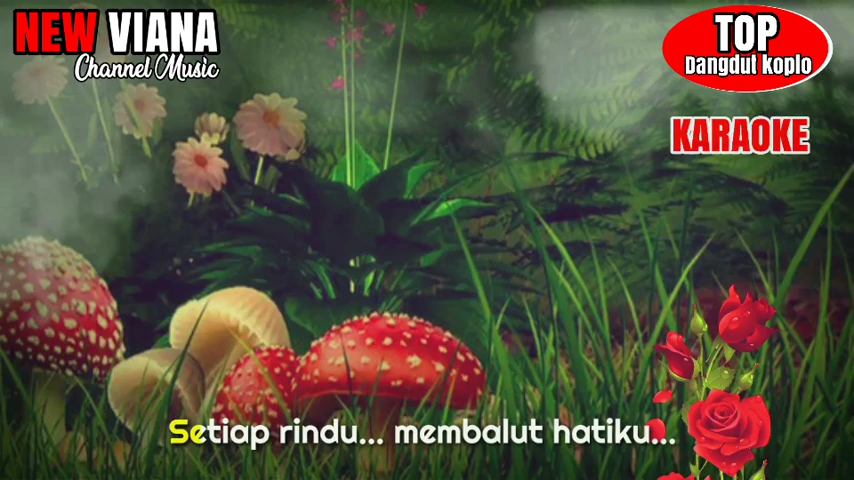 NEW VIANA
Channel Music
TOP
Dangdut koplo
KARAOKE
Setiap rindu... membalut hatiku...